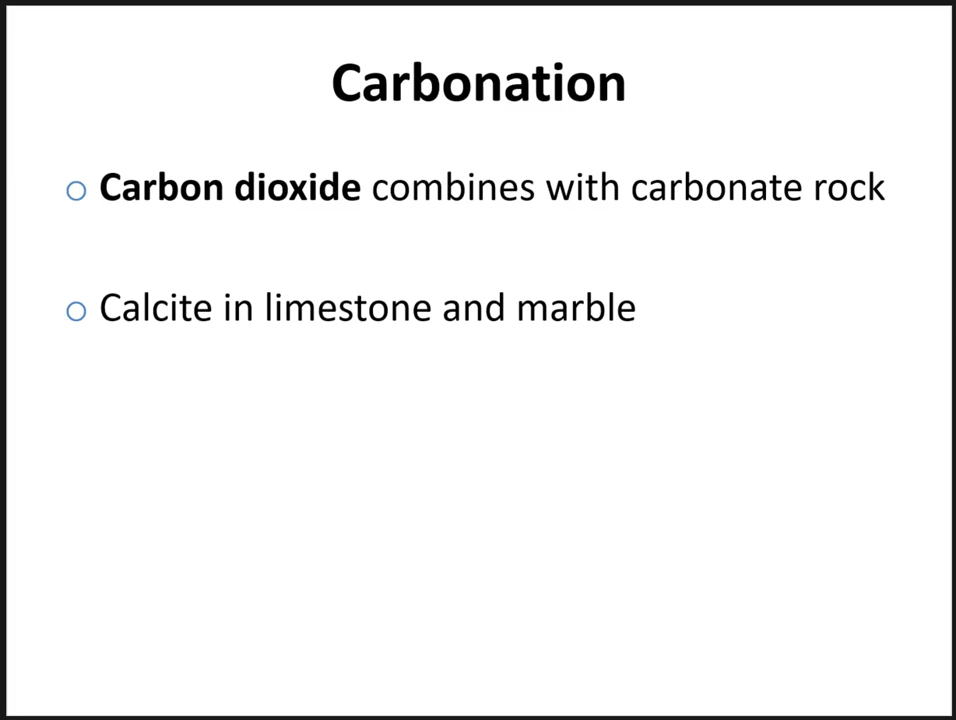 Carbonation
Carbon dioxide combines with carbonate rock
Calcite in limestone and marble